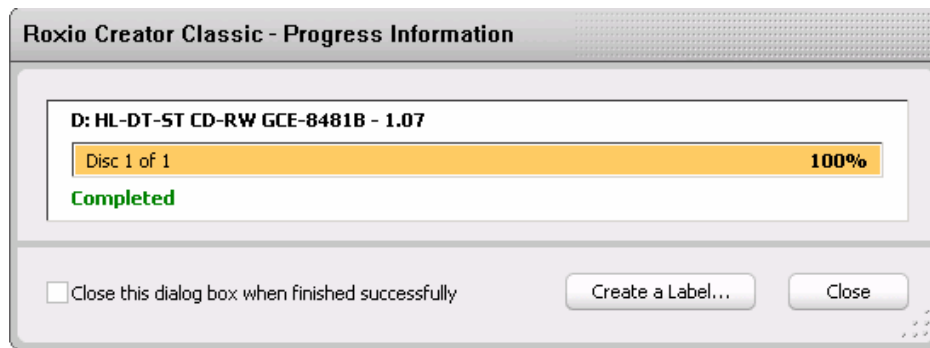 Roxio Creator Classic - Progress Information
D: HL-DT-ST CD-RW GCE-8481B - 1.07
Disc 1 of 1 100%
Completed
Close this dialog box when finished successfully Create a Label... Close